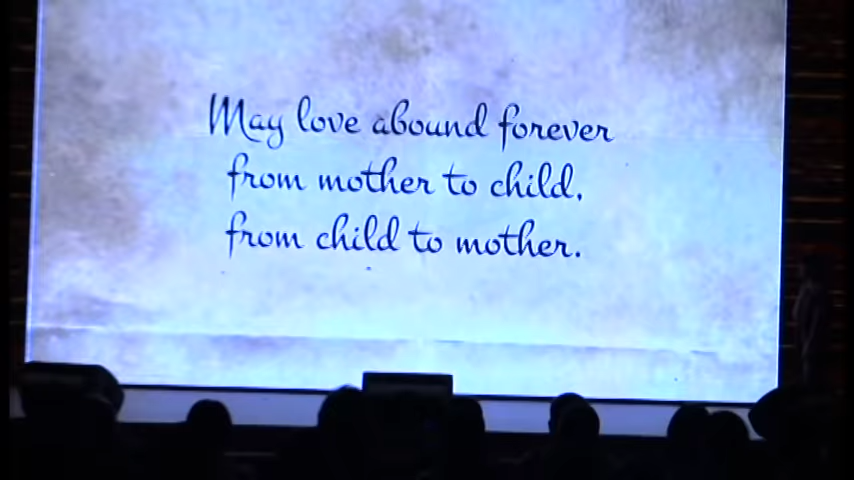 May love abound forever
from mother to child,
from child to mother.